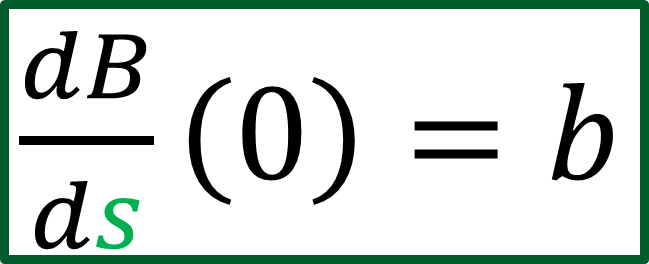 dB/ds (0) = b